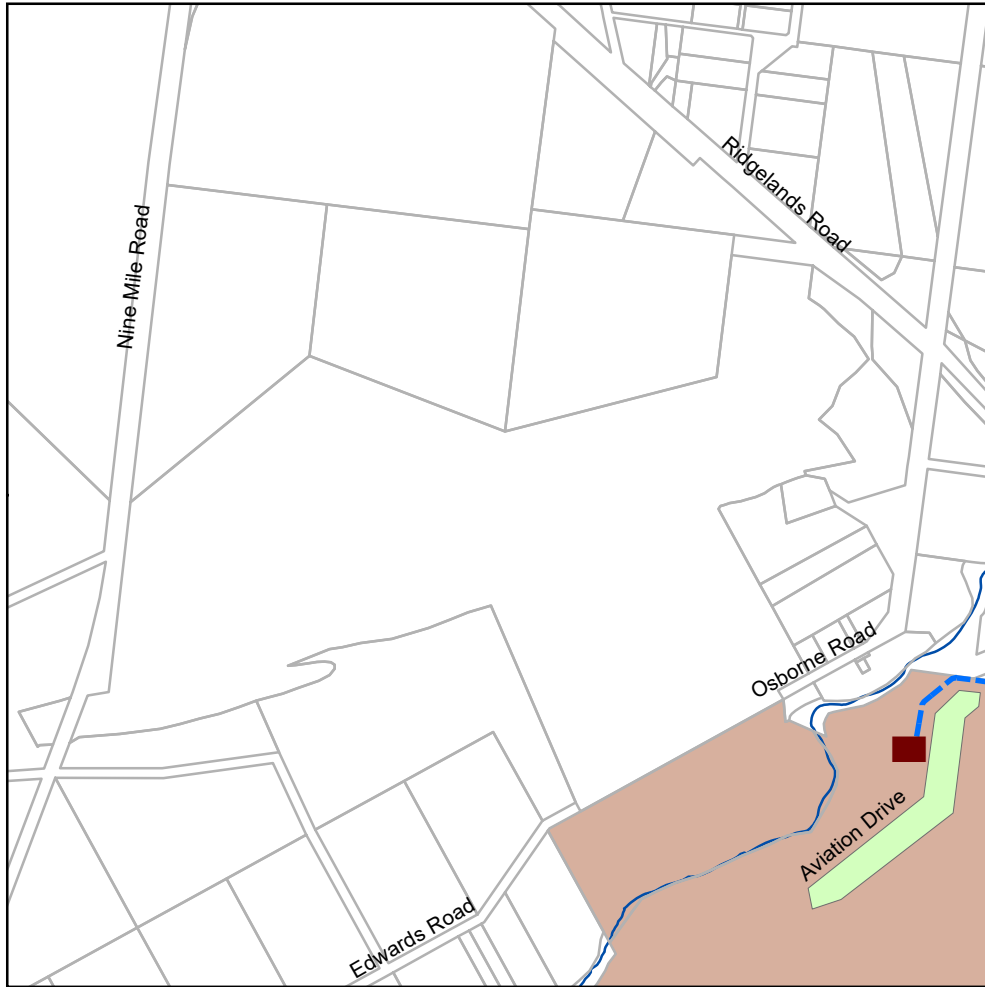 Ridgelands Road
Nine Mile Road
Osborne Road
Aviation Drive
Edwards Road